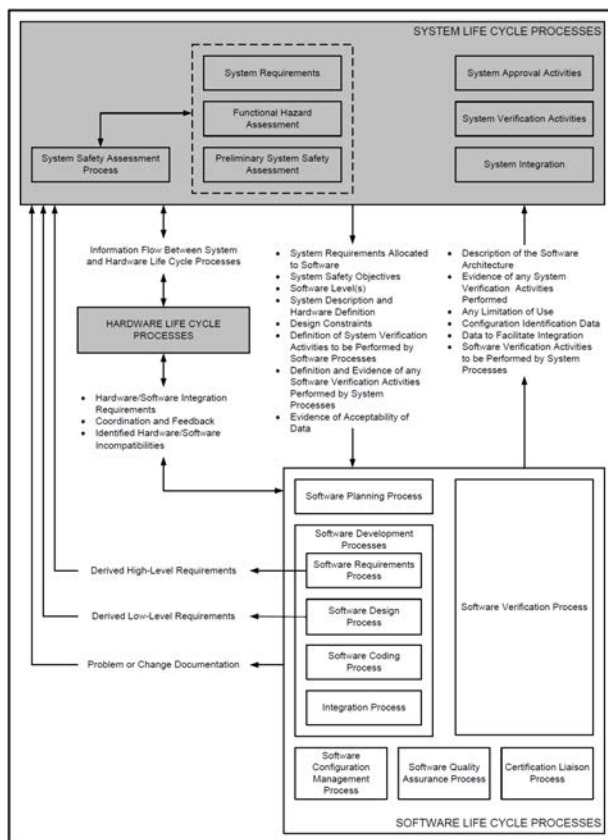 SYSTEM LIFE CYCLE PROCESSES
System Requirements
Functional Hazard
Assessment
Preliminary System Safety
Assessment
System Safety Assessment
Process
System Approval Activities
System Verification Activities
System Integration
Information Flow Between System
and Hardware Life Cycle Processes
HARDWARE LIFE CYCLE
PROCESSES
• Hardware/Software Integration
Requirements
• Coordination and Feedback
• Identified Hardware/Software
Incompatibilities
• System Requirements Allocated
to Software
• System Safety Objectives
• Software Level(s)
• System Description and
Hardware Definition
• Design Constraints
• Definition of System Verification
Activities to be Performed by
Software Processes
• Definition and Evidence of any
Software Verification Activities
Performed by System
Processes
• Evidence of Acceptability of
Data
• Description of the Software
Architecture
• Evidence of any System
Verification Activities
Performed
• Any Limitation of Use
• Configuration Identification Data
• Data to Facilitate Integration
• Software Verification Activities
to be Performed by System
Processes
Software Planning Process
Software Development
Processes
Software Requirements
Process
Software Design
Process
Software Coding
Process
Integration Process
Software Verification Process
Derived High-Level Requirements
Derived Low-Level Requirements
Problem or Change Documentation
Software
Configuration
Management
Process
Software Quality
Assurance Process
Certification Liaison
Process
SOFTWARE LIFE CYCLE PROCESSES